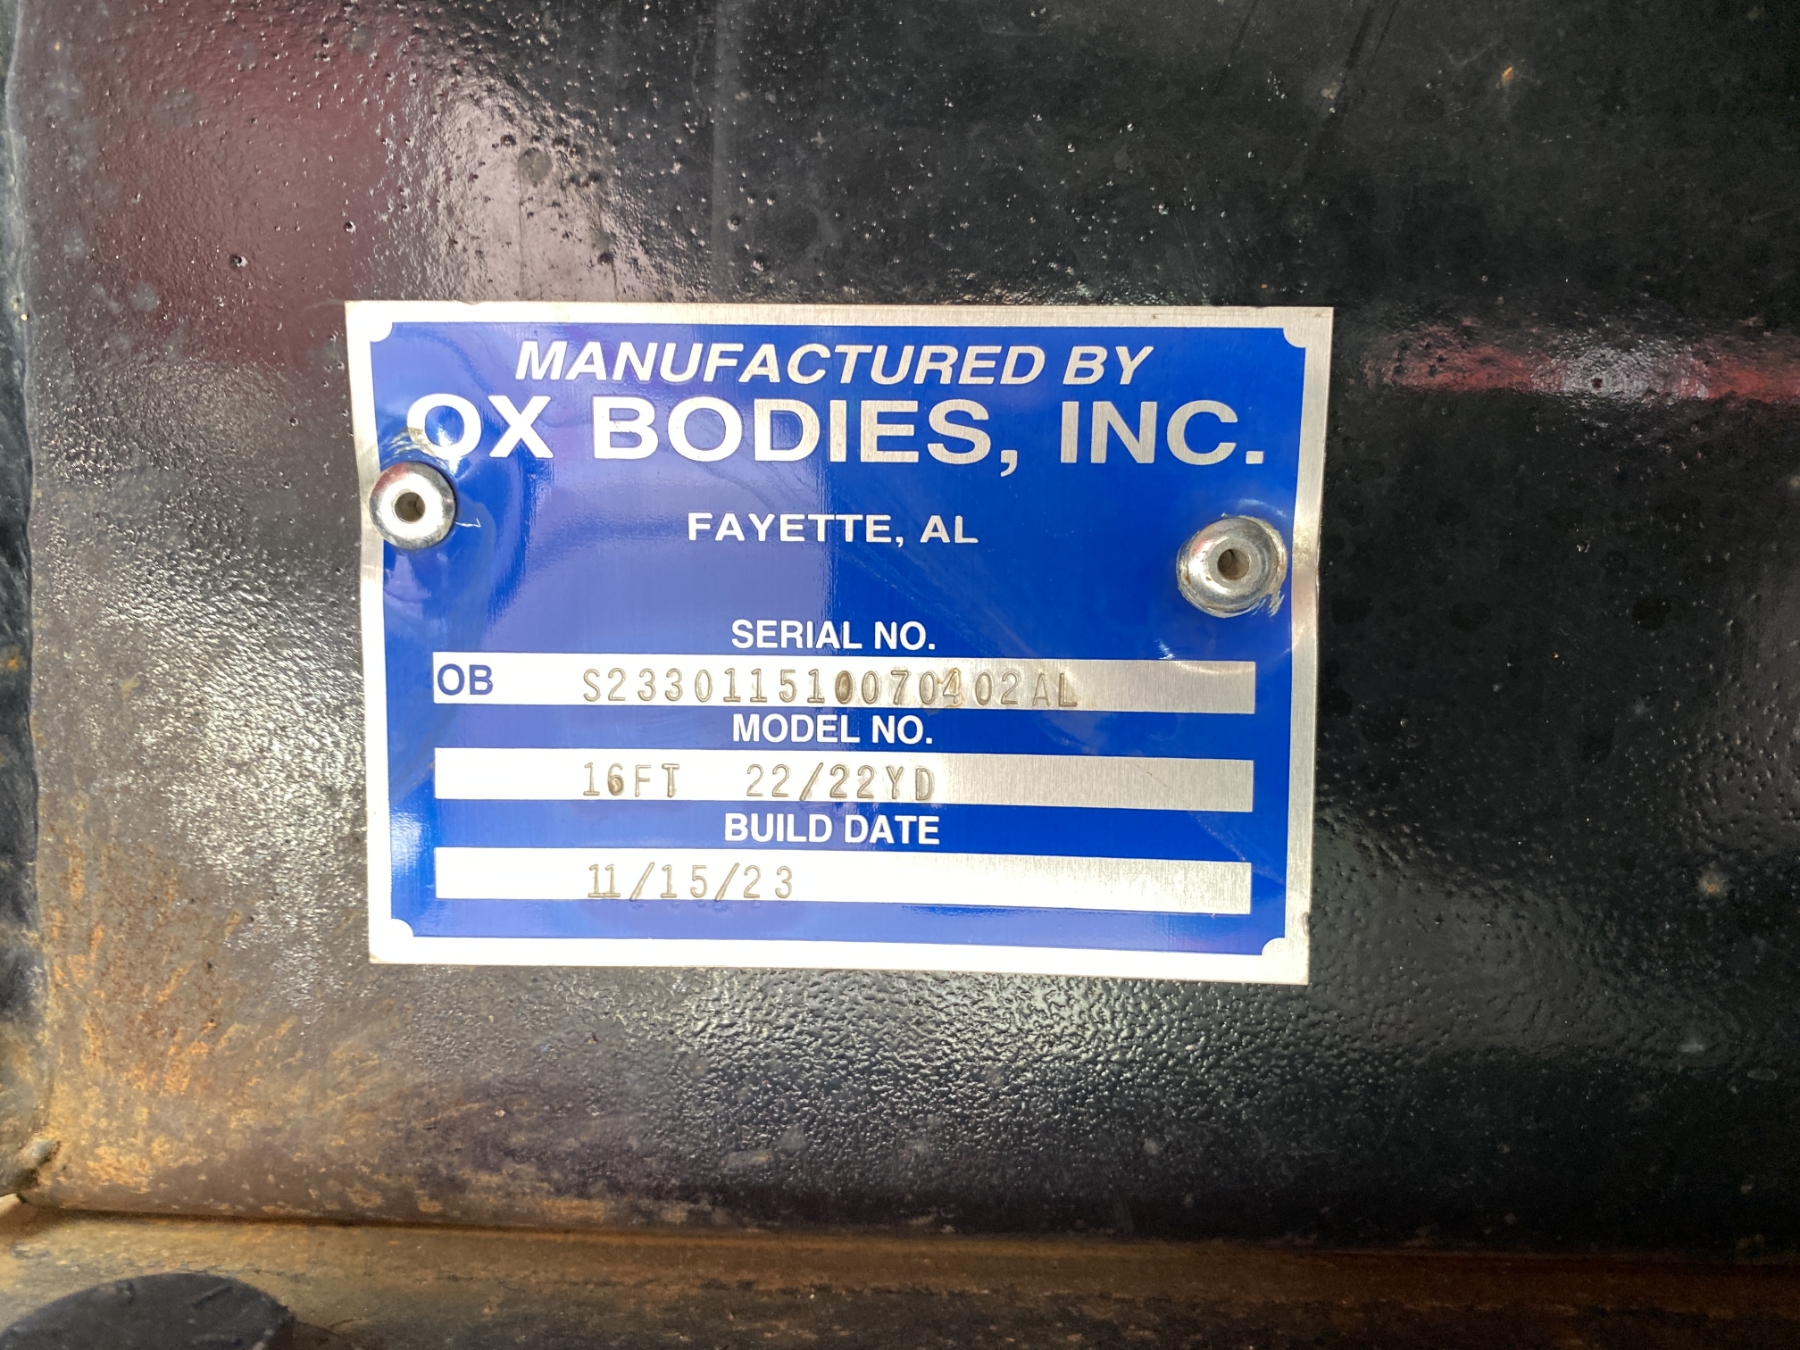 MANUFACTURED BY
OX BODIES, INC.
FAYETTE, AL
SERIAL NO.
OB S233011510070402AL
MODEL NO.
16FT 22/22YD
BUILD DATE
11/15/23